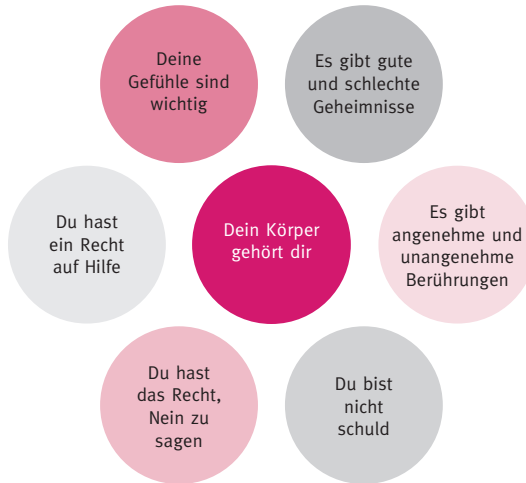 Deine
Gefühle sind
wichtig
Es gibt gute
und schlechte
Geheimnisse
Du hast
ein Recht
auf Hilfe
Dein Körper
gehört dir
Es gibt
angenehme und
unangenehme
Berührungen
Du hast
das Recht,
Nein zu
sagen
Du bist
nicht
schuld